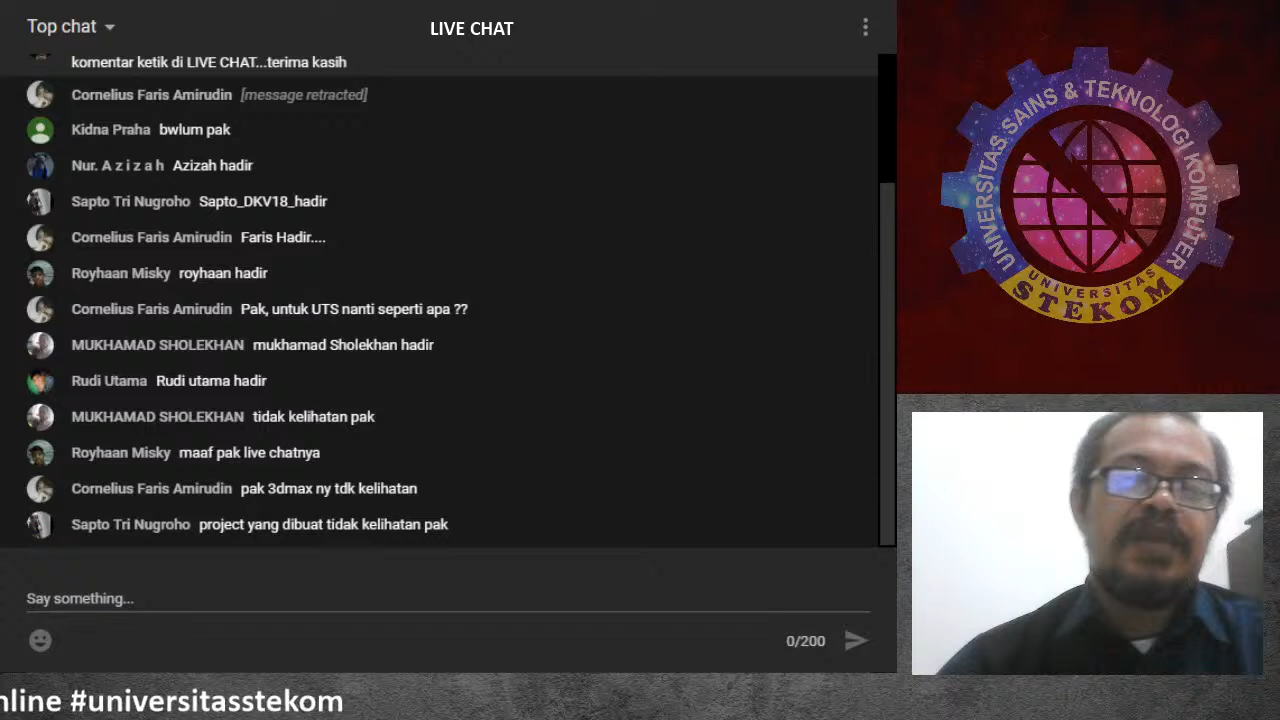 Top chat
LIVE CHAT
komentar ketik di LIVE CHAT...terima kasih
Cornelius Faris Amirudin [message retracted]
Kidna Praha bwlum pak
Nur. A z i z a h Azizah hadir
Sapto Tri Nugroho Sapto_DKV18_hadir
Cornelius Faris Amirudin Faris Hadir....
Royhaan Misky royhaan hadir
Cornelius Faris Amirudin Pak, untuk UTS nanti seperti apa ??
MUKHAMAD SHOLEKHAN mukhamad Sholekhan hadir
Rudi Utama Rudi utama hadir
MUKHAMAD SHOLEKHAN tidak kelihatan pak
Royhaan Misky maaf pak live chatnya
Cornelius Faris Amirudin pak 3dmax ny tdk kelihatan
Sapto Tri Nugroho project yang dibuat tidak kelihatan pak
Say something...
0/200
nline #universitasstekom
UNIVERSITAS SAINS & TEKNOLOGI KOMPUTER
UNIVERSITAS
STEKOM